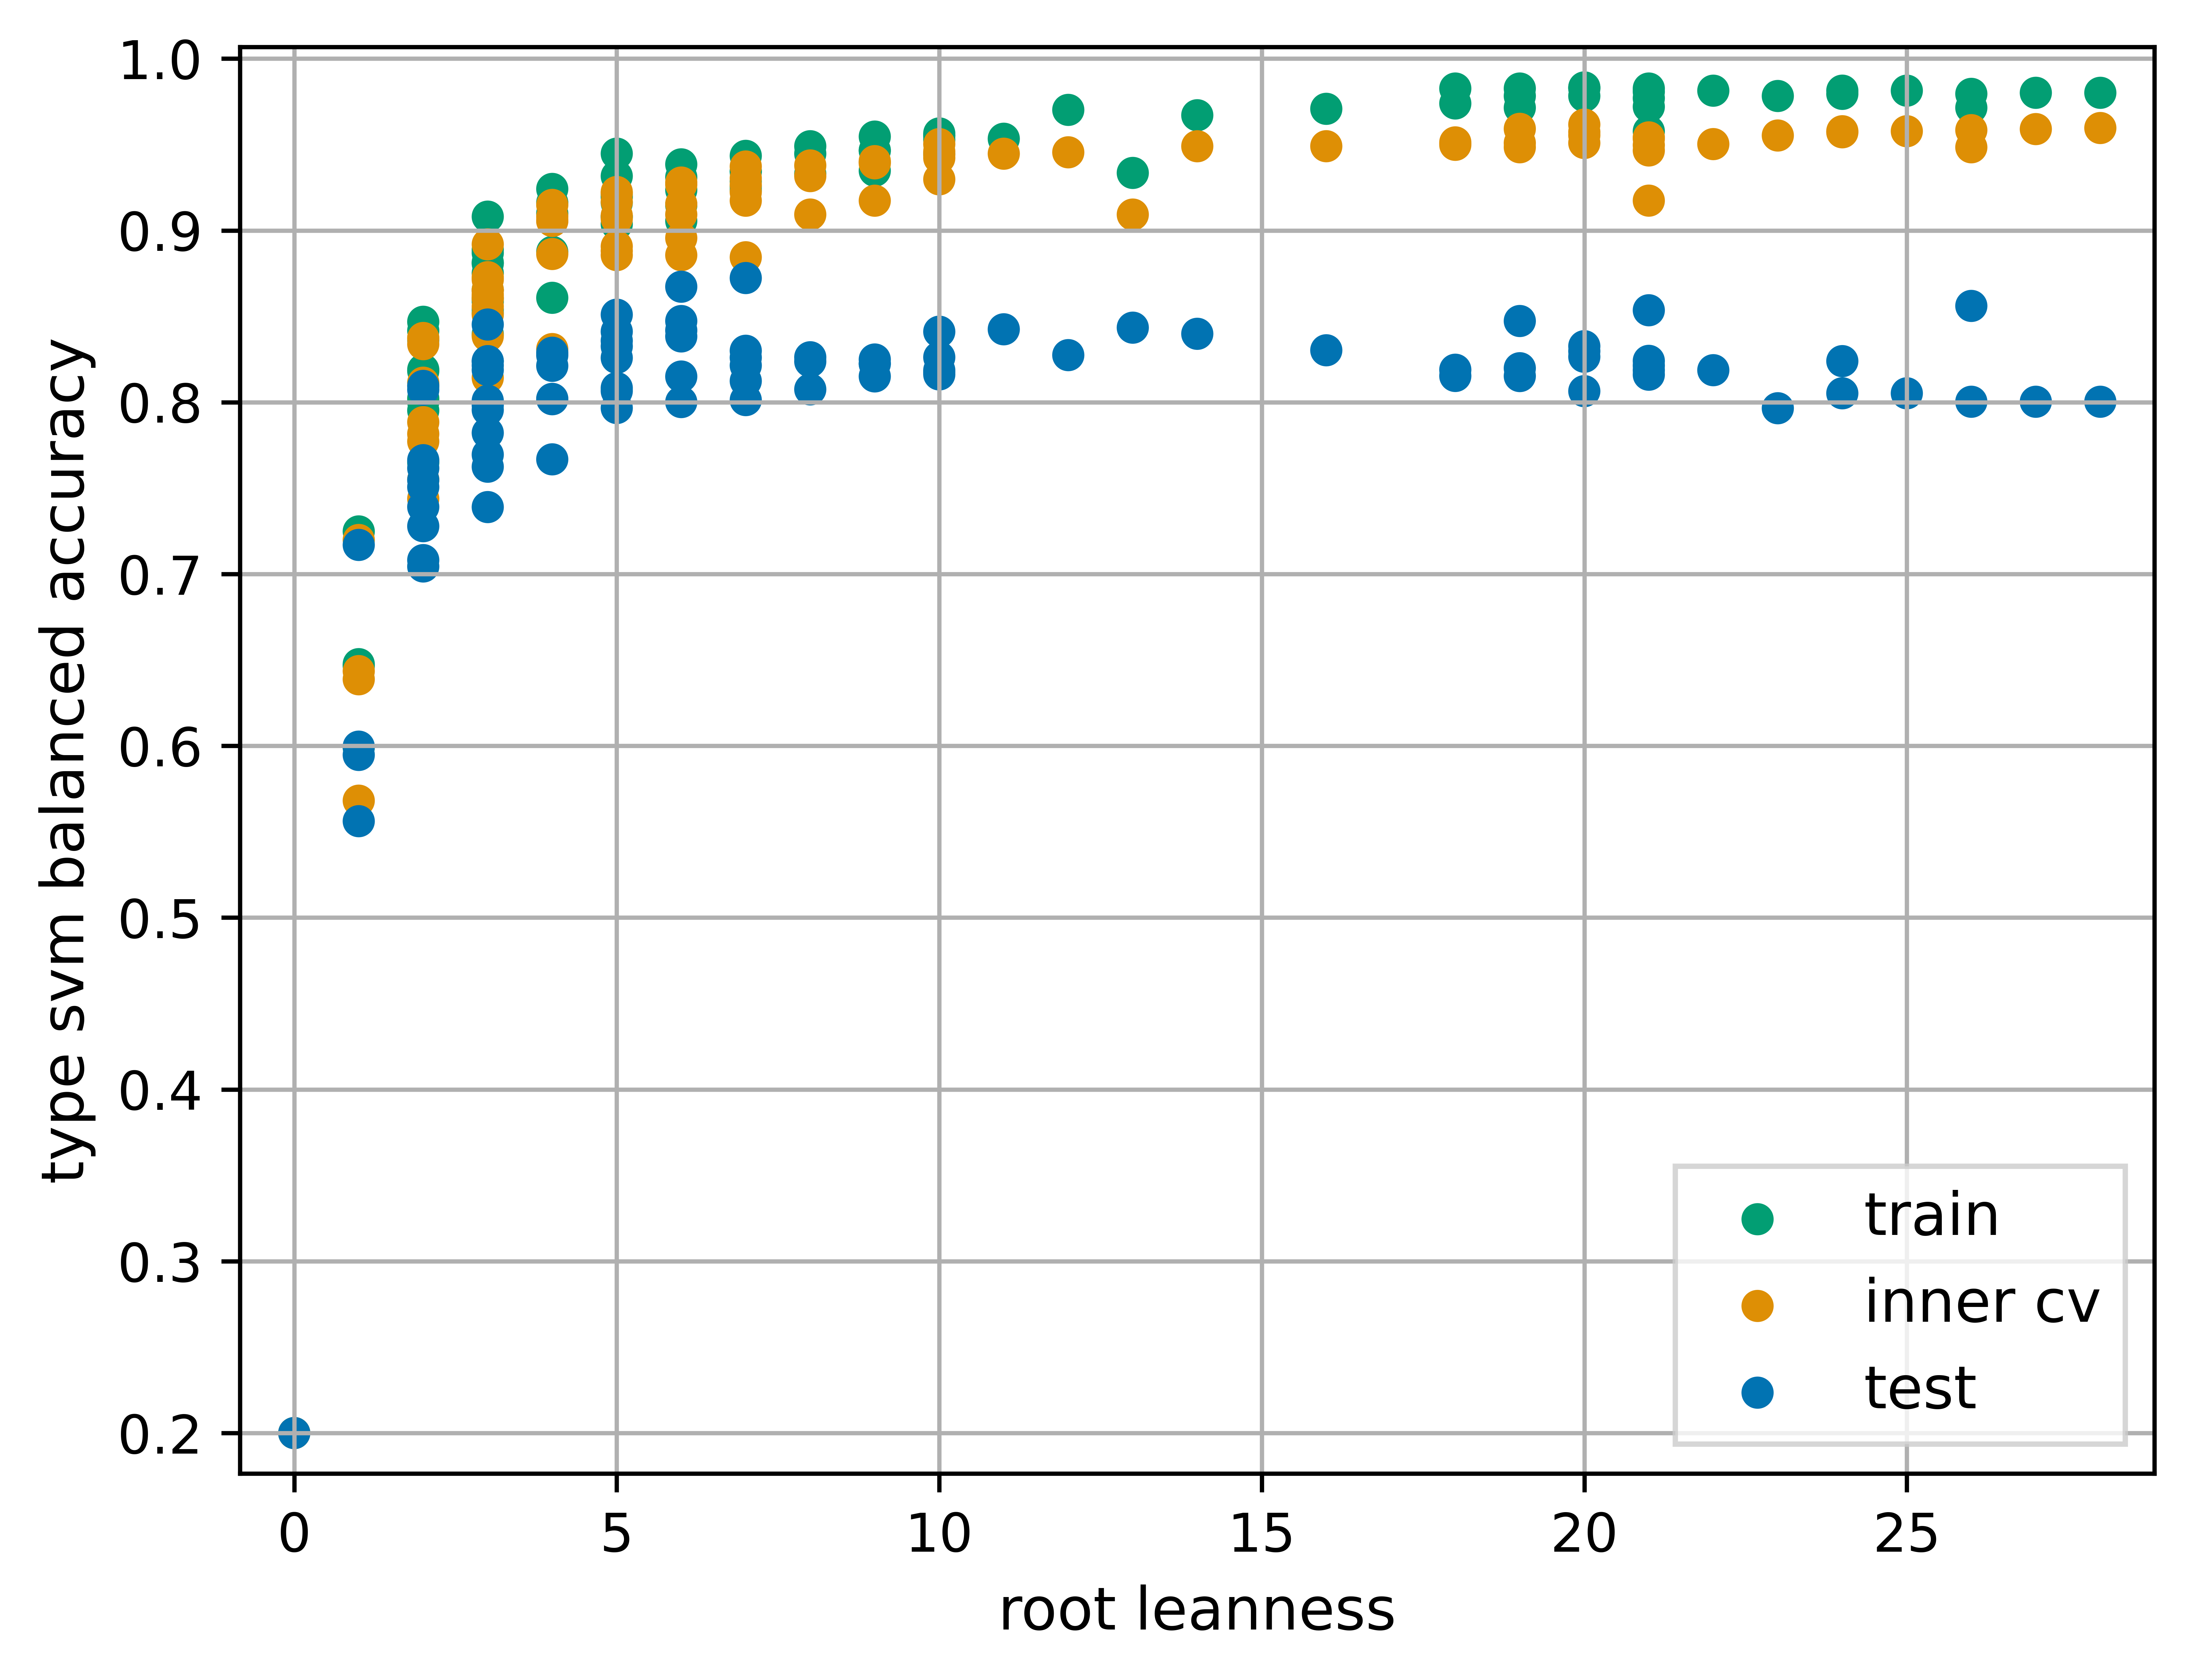 1.0
0.9
0.8
0.7
0.6
0.5
0.4
0.3
0.2
type svm balanced accuracy
train
inner cv
test
0 5 10 15 20 25
root leanness